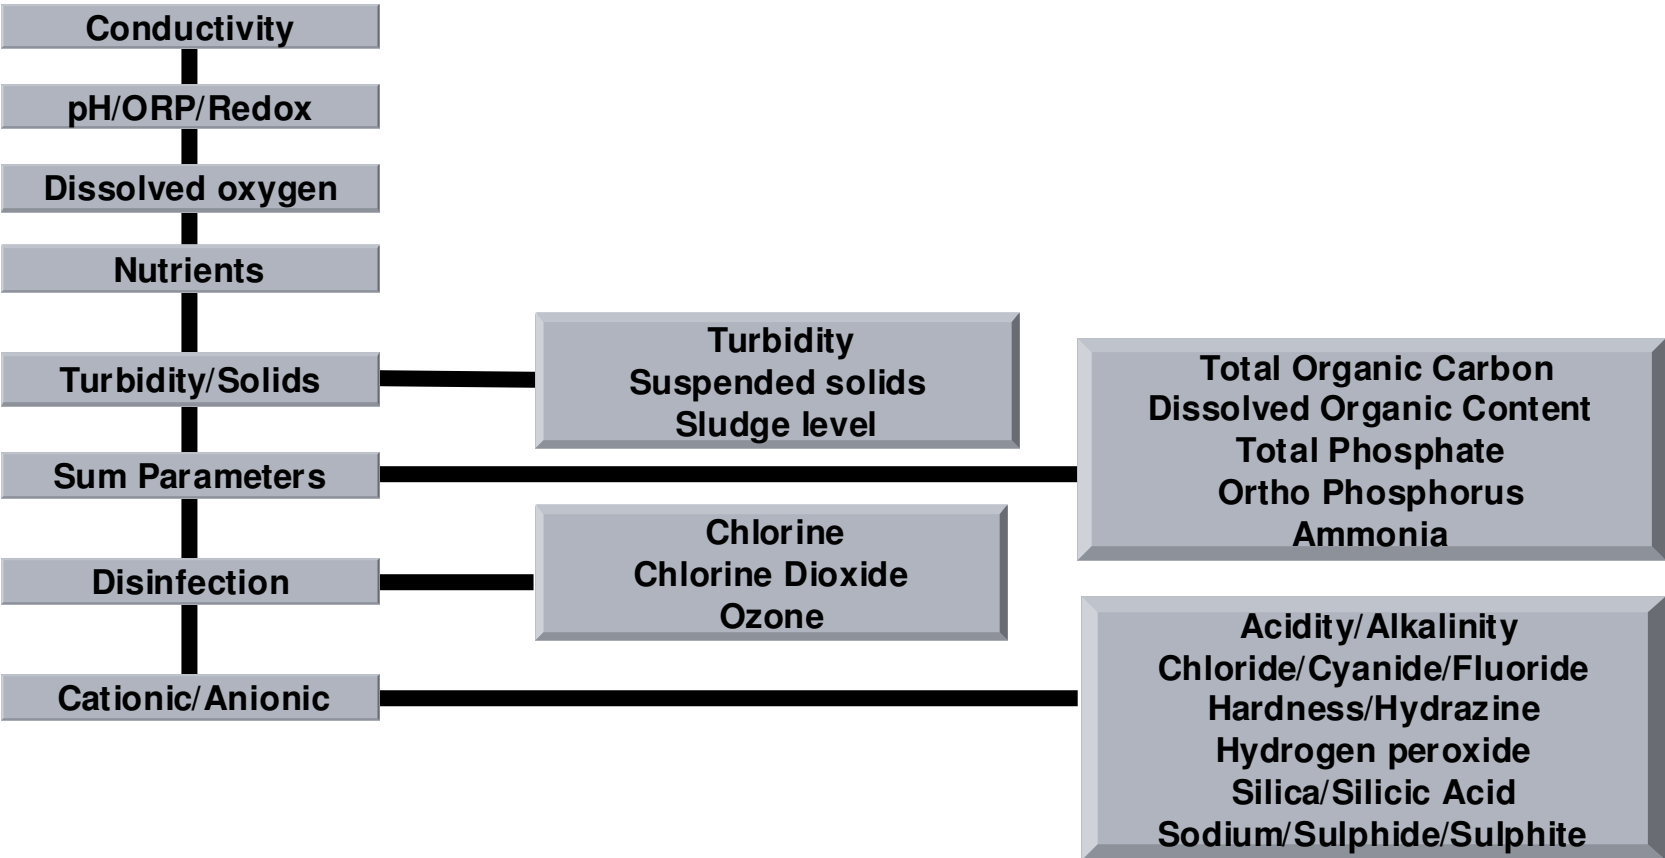 Conductivity
pH/ORP/Redox
Dissolved oxygen
Nutrients
Turbidity/Solids
Turbidity
Suspended solids
Sludge level
Sum Parameters
Total Organic Carbon
Dissolved Organic Content
Total Phosphate
Ortho Phosphorus
Ammonia
Disinfection
Chlorine
Chlorine Dioxide
Ozone
Cationic/Anionic
Acidity/Alkalinity
Chloride/Cyanide/Fluoride
Hardness/Hydrazine
Hydrogen peroxide
Silica/Silicic Acid
Sodium/Sulphide/Sulphite